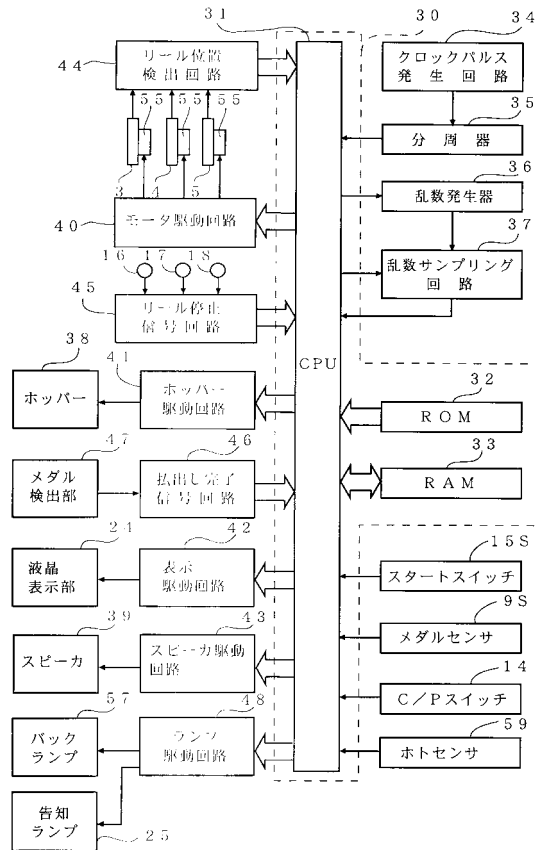 31
30
34
44
リール位置
検出回路
クロックパルス
発生回路
35
分周器
55
55
55
36
乱数発生器
3
4
5
37
40
モータ駆動回路
乱数サンプリング
回路
16
17
18
45
リール停止
信号回路
CPU
38
41
ホッパー
ホッパー
駆動回路
32
ROM
47
46
メダル
検出部
払出し完了
信号回路
33
RAM
24
42
液晶
表示部
表示
駆動回路
15S
スタートスイッチ
39
43
スピーカ
スピーカ駆動
回路
9S
メダルセンサ
14
C/Pスイッチ
57
48
バック
ランプ
ランプ
駆動回路
59
ホトセンサ
告知
ランプ
25